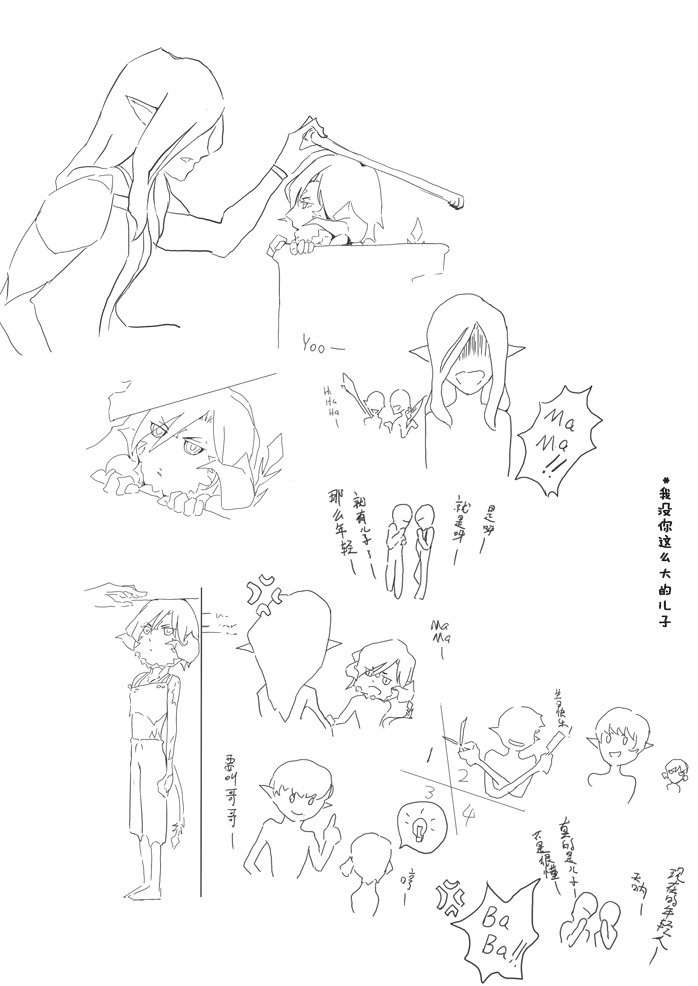 Yoo—
Hi
Ha
Ha
Ma
Ma
!!
是呀—
就是呀—
就有儿子了—
那么年轻—
*我没你这么大的儿子
Ma
Ma—
要叫哥哥—
哼—
1
2
3
4
生日快乐
真的是儿子—
不是很懂—
现在的年轻人—
天呐—
Ba
Ba!!